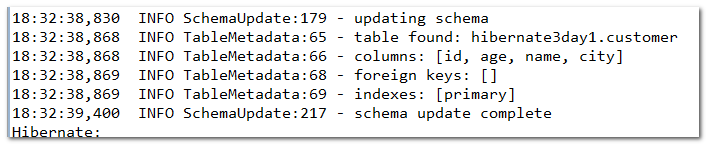 18:32:38,830  INFO SchemaUpdate:179 - updating schema
18:32:38,868  INFO TableMetadata:65 - table found: hibernate3day1.customer
18:32:38,868  INFO TableMetadata:66 - columns: [id, age, name, city]
18:32:38,869  INFO TableMetadata:68 - foreign keys: []
18:32:38,869  INFO TableMetadata:69 - indexes: [primary]
18:32:39,400  INFO SchemaUpdate:217 - schema update complete
Hibernate: